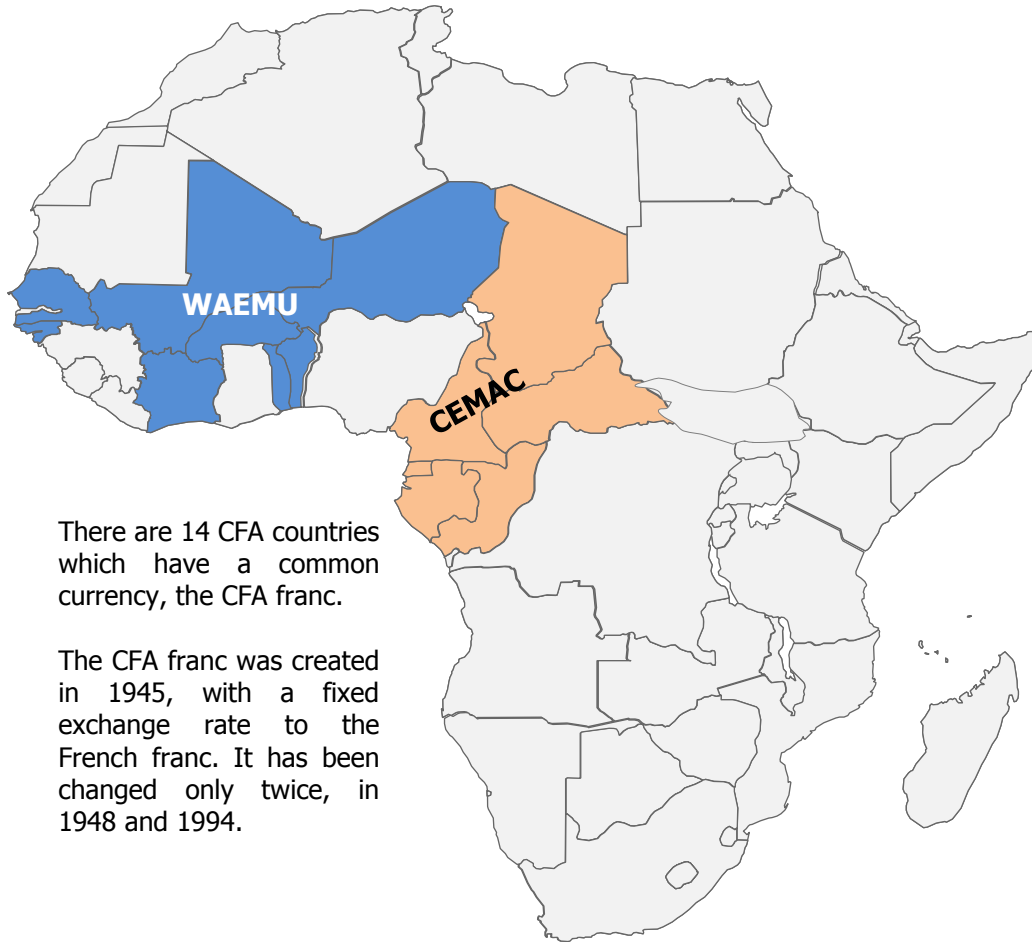 WAEMU
CEMAC
There are 14 CFA countries
which have a common
currency, the CFA franc.
The CFA franc was created
in 1945, with a fixed
exchange rate to the
French franc. It has been
changed only twice, in
1948 and 1994.